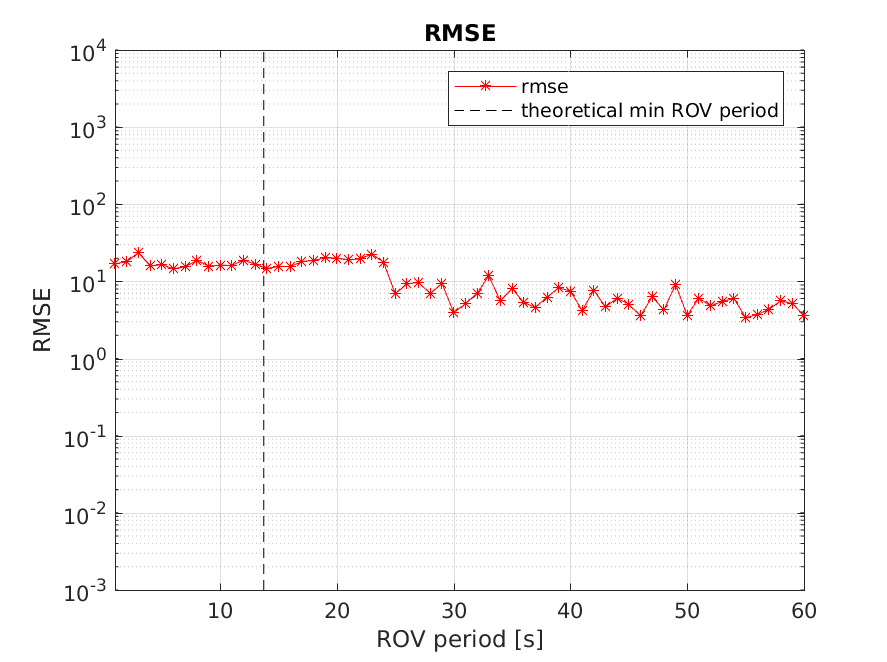 RMSE
rmse
theoretical min ROV period
10^4
10^3
10^2
10^1
10^0
10^-1
10^-2
10^-3
RMSE
10 20 30 40 50 60
ROV period [s]